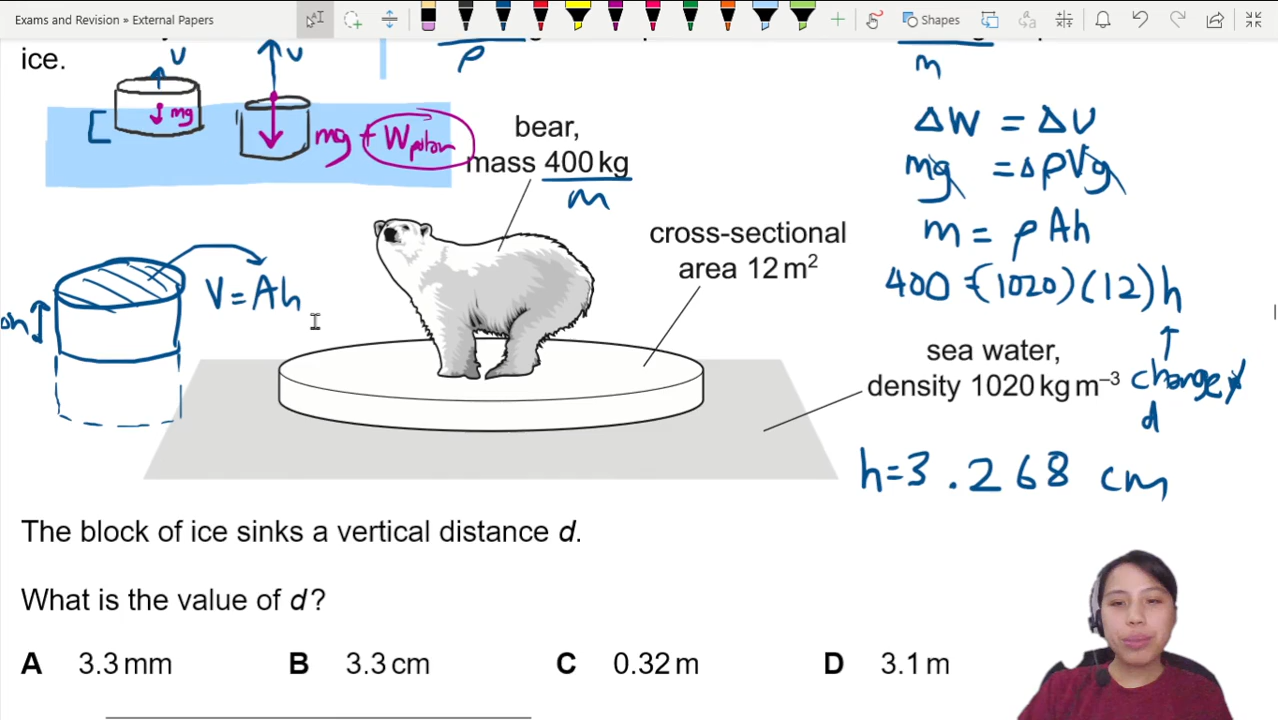 Exams and Revision » External Papers
Shapes
ice.
U
U
ρ
m
mg
mg + Wpolar
bear,
mass 400 kg
m
ΔW = ΔU
mg = Δ ρVg
m = ρAh
400 = (1020)(12)h
cross-sectional
area 12 m²
V = Ah
sea water,
density 1020 kg m⁻³
change
d
h = 3.268 cm
The block of ice sinks a vertical distance d.
What is the value of d?
A 3.3 mm B 3.3 cm C 0.32 m D 3.1 m